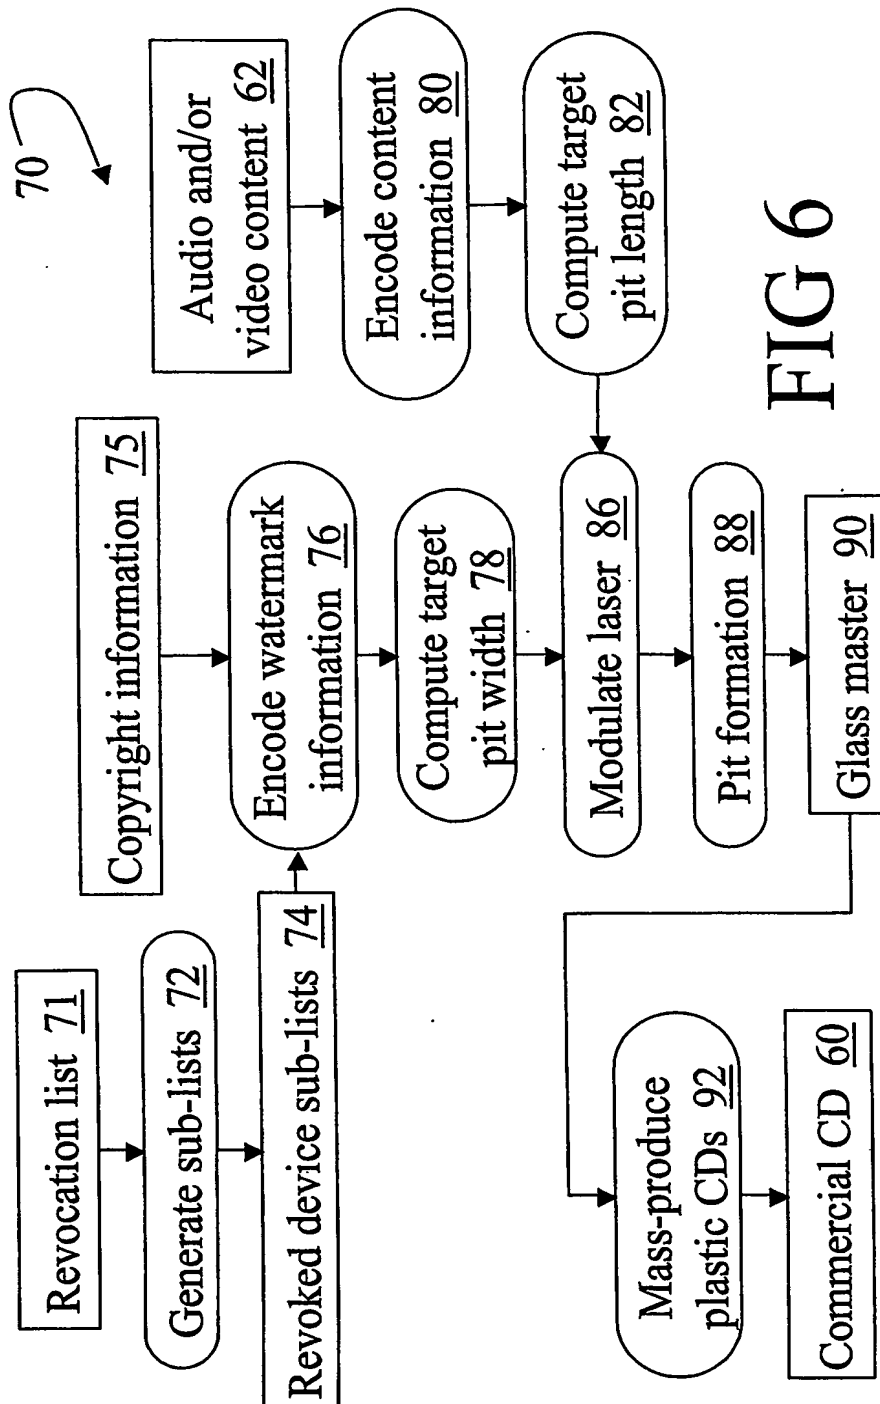 70
Revocation list 71
Generate sub-lists 72
Revoked device sub-lists 74
Copyright information 75
Encode watermark
information 76
Compute target
pit width 78
Audio and/or
video content 62
Encode content
information 80
Compute target
pit length 82
Modulate laser 86
Pit formation 88
Glass master 90
Mass-produce
plastic CDs 92
Commercial CD 60
FIG 6